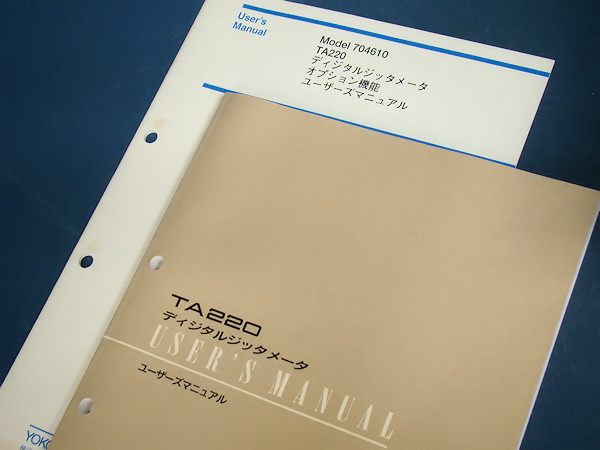 User's
Manual
Model 704610
TA220
ディジタルジッタメータ
オプション機能
ユーザーズマニュアル
TA220
ディジタルジッタメータ
USER'S MANUAL
ユーザーズマニュアル